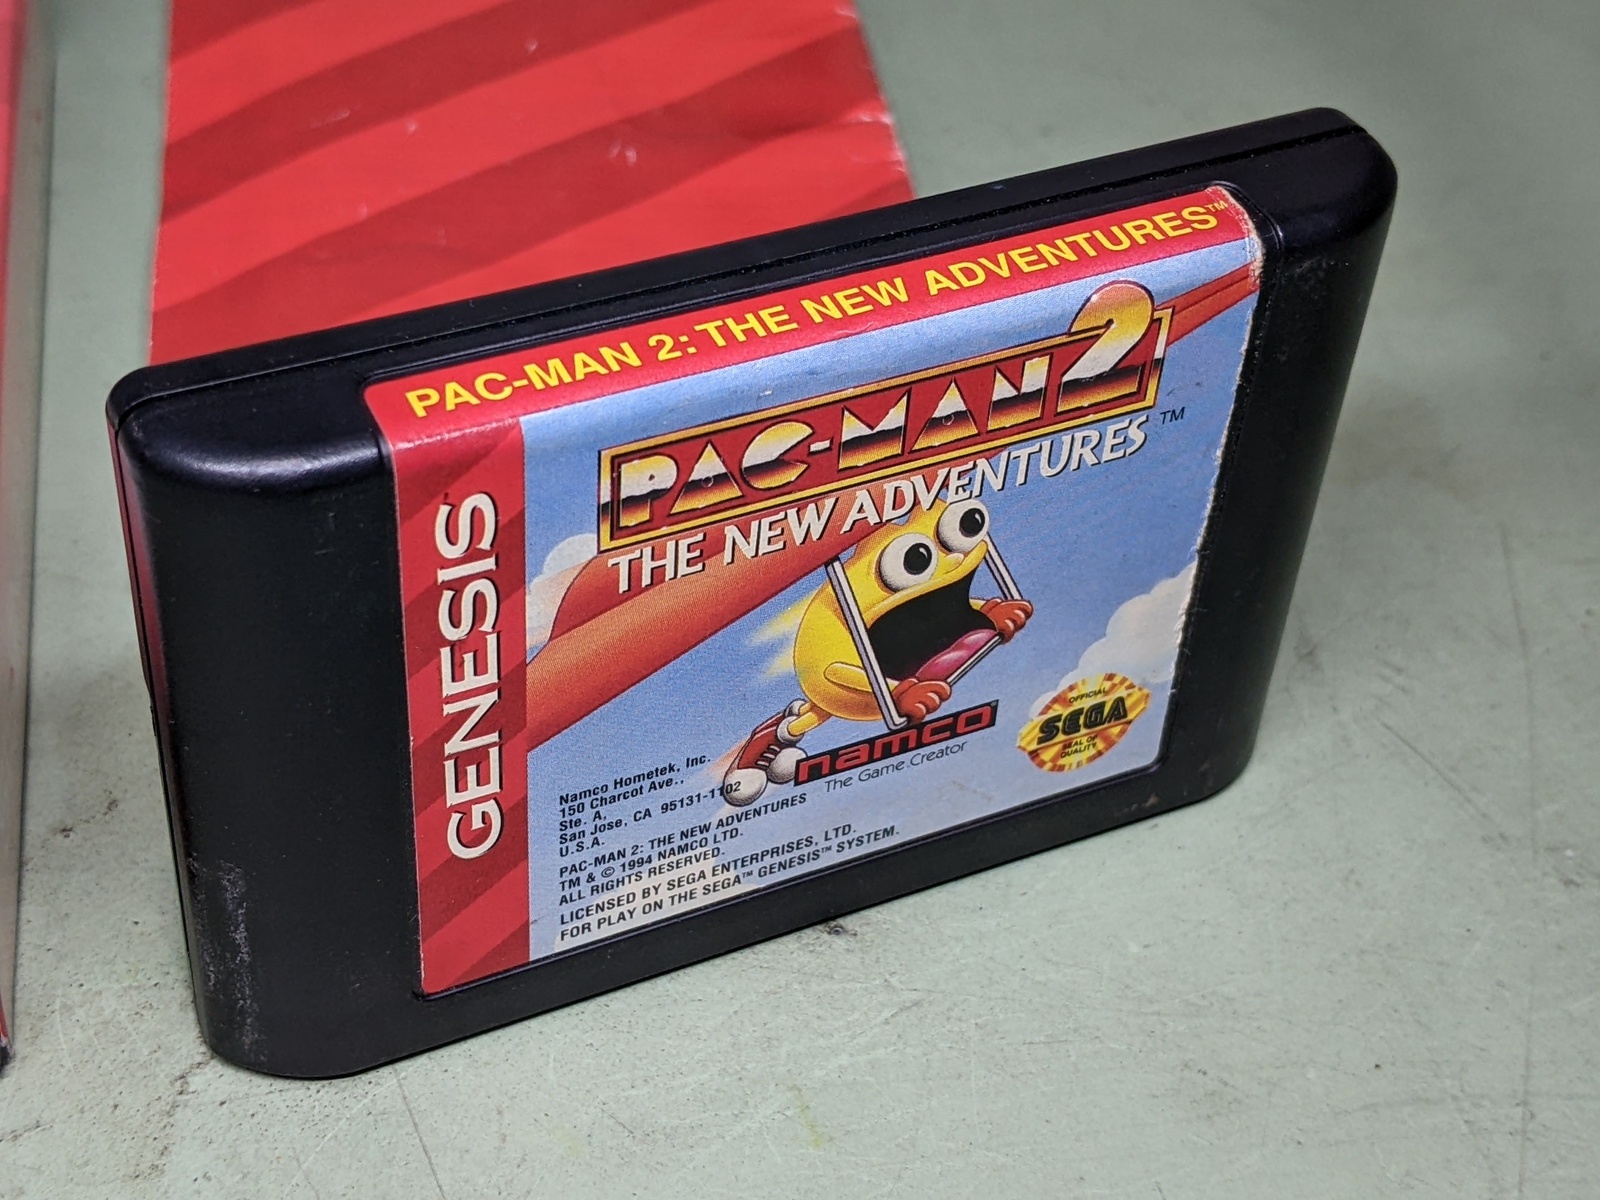 PAC-MAN 2: THE NEW ADVENTURES™
GENESIS
PAC-MAN 2
THE NEW ADVENTURES™
namco
The Game Creator
OFFICIAL
SEGA
SEAL OF
QUALITY
Namco Hometek, Inc.
150 Charcot Ave.,
Ste. A,
San Jose, CA 95131-1102
U.S.A.
PAC-MAN 2: THE NEW ADVENTURES
TM & © 1994 NAMCO LTD.
ALL RIGHTS RESERVED.
LICENSED BY SEGA ENTERPRISES, LTD.
FOR PLAY ON THE SEGA™ GENESIS™ SYSTEM.